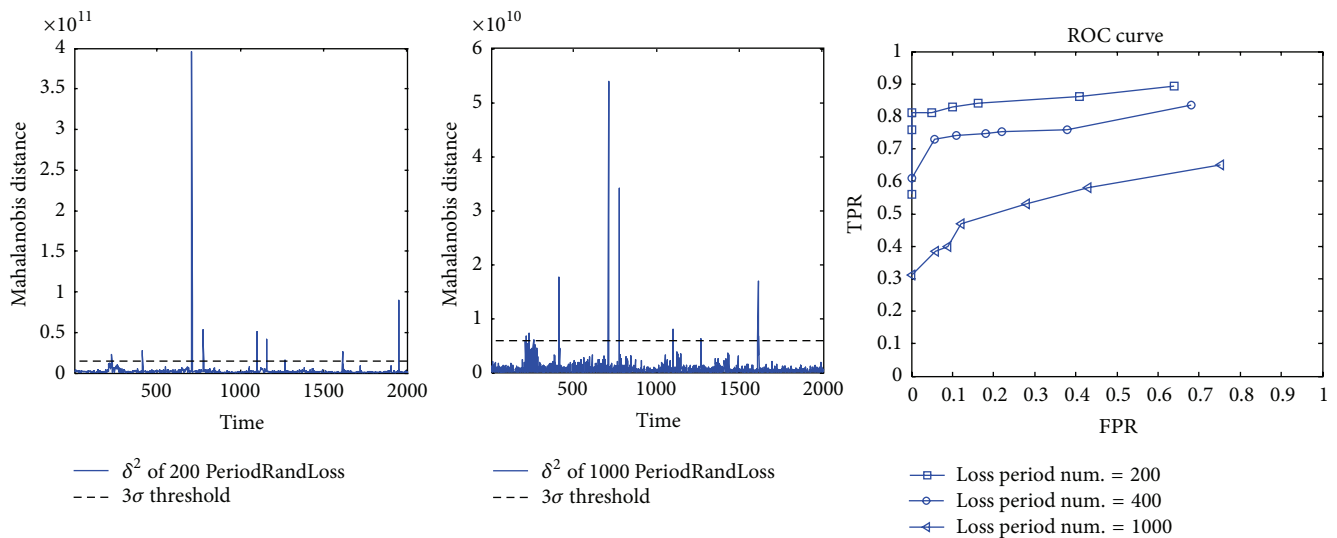 ×10¹¹
4
3.5
3
2.5
2
1.5
1
0.5
0
500 1000 1500 2000
Mahalanobis distance
Time
δ² of 200 PeriodRandLoss
3σ threshold
×10¹⁰
6
5
4
3
2
1
0
500 1000 1500 2000
Mahalanobis distance
Time
δ² of 1000 PeriodRandLoss
3σ threshold
ROC curve
1
0.9
0.8
0.7
0.6
0.5
0.4
0.3
0.2
0.1
0
0 0.1 0.2 0.3 0.4 0.5 0.6 0.7 0.8 0.9 1
TPR
FPR
Loss period num. = 200
Loss period num. = 400
Loss period num. = 1000